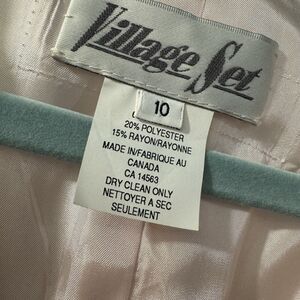 Village Set
10
20% POLYESTER
15% RAYON/RAYONNE
MADE IN/FABRIQUE AU
CANADA
CA 14563
DRY CLEAN ONLY
NETTOYER A SEC
SEULEMENT